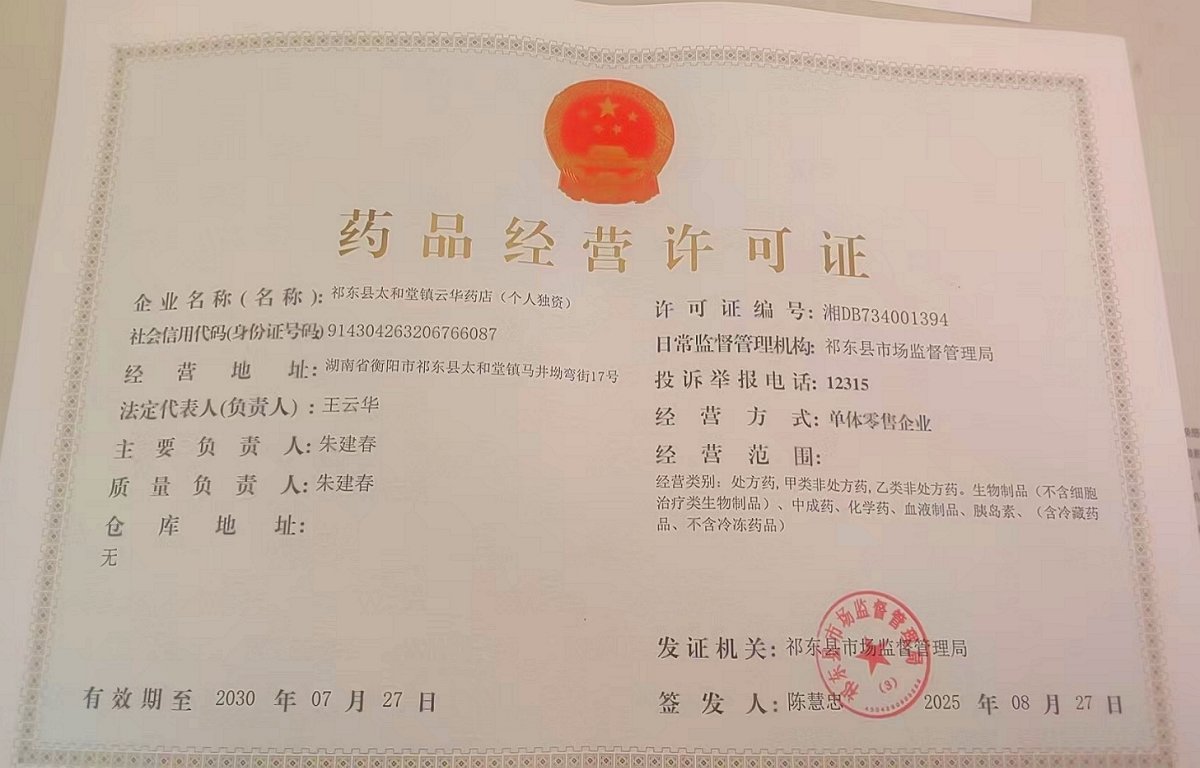 药品经营许可证
企业名称(名称): 祁东县太和堂镇云华药店（个人独资）
社会信用代码(身份证号码) 914304263206766087
经营地址: 湖南省衡阳市祁东县太和堂镇马井坳弯街17号
法定代表人(负责人): 王云华
主要负责人: 朱建春
质量负责人: 朱建春
仓库地址:
无
许可证编号: 湘DB734001394
日常监督管理机构: 祁东县市场监督管理局
投诉举报电话: 12315
经营方式: 单体零售企业
经营范围:
经营类别：处方药,甲类非处方药,乙类非处方药。生物制品（不含细胞
治疗类生物制品）、中成药、化学药、血液制品、胰岛素、（含冷藏药
品、不含冷冻药品）
发证机关: 祁东县市场监督管理局
祁东县市场监督管理局
(3)
有效期至 2030 年 07 月 27 日
签发人: 陈慧忠 2025 年 08 月 27 日